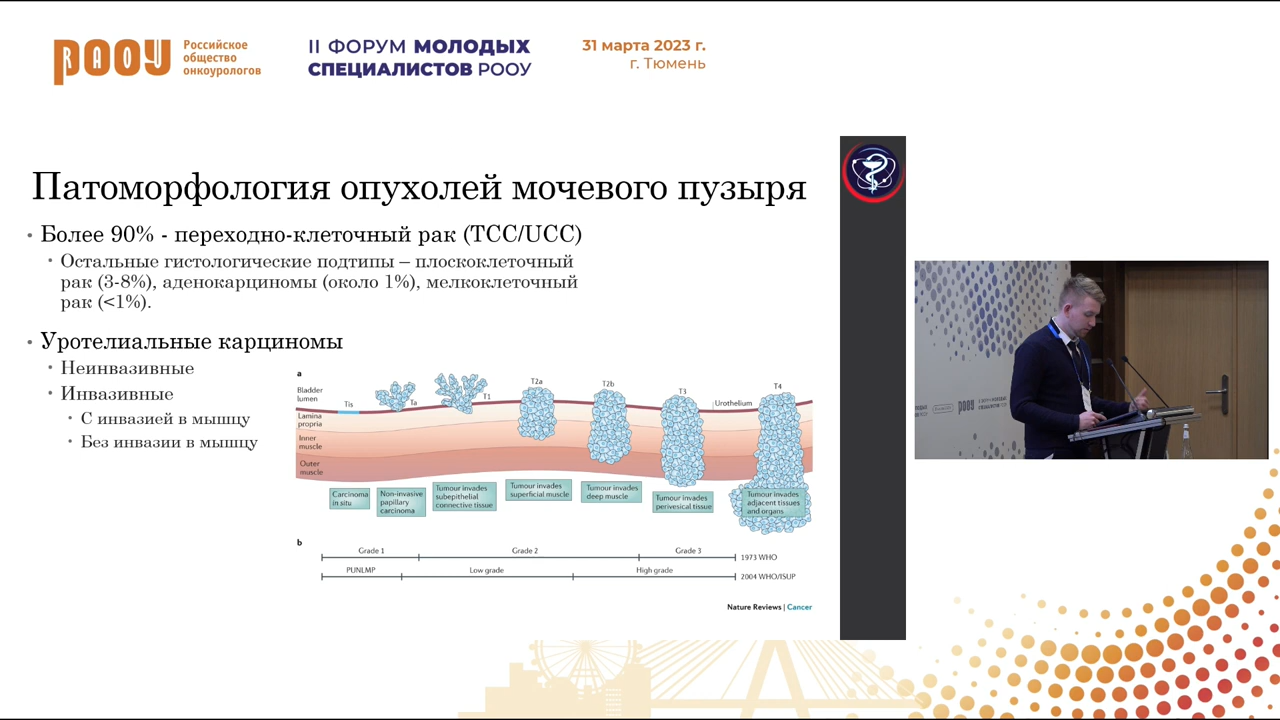 РООУ
RAOU
Российское
общество
онкоурологов
II ФОРУМ МОЛОДЫХ
СПЕЦИАЛИСТОВ РООУ
31 марта 2023 г.
г. Тюмень
Патоморфология опухолей мочевого пузыря
• Более 90% - переходно-клеточный рак (TCC/UCC)
• Остальные гистологические подтипы – плоскоклеточный
рак (3-8%), аденокарциномы (около 1%), мелкоклеточный
рак (<1%).
• Уротелиальные карциномы
• Неинвазивные
• Инвазивные
• С инвазией в мышцу
• Без инвазии в мышцу
a
Bladder
lumen
Tis
Ta
T1
T2a
T2b
T3
T4
Urothelium
Lamina
propria
Inner
muscle
Outer
muscle
Carcinoma
in situ
Non-invasive
papillary
carcinoma
Tumour invades
subepithelial
connective tissue
Tumour invades
superficial muscle
Tumour invades
deep muscle
Tumour invades
perivesical tissue
Tumour invades
adjacent tissues
and organs
b
Grade 1
Grade 2
Grade 3
1973 WHO
PUNLMP
Low grade
High grade
2004 WHO/ISUP
Nature Reviews | Cancer